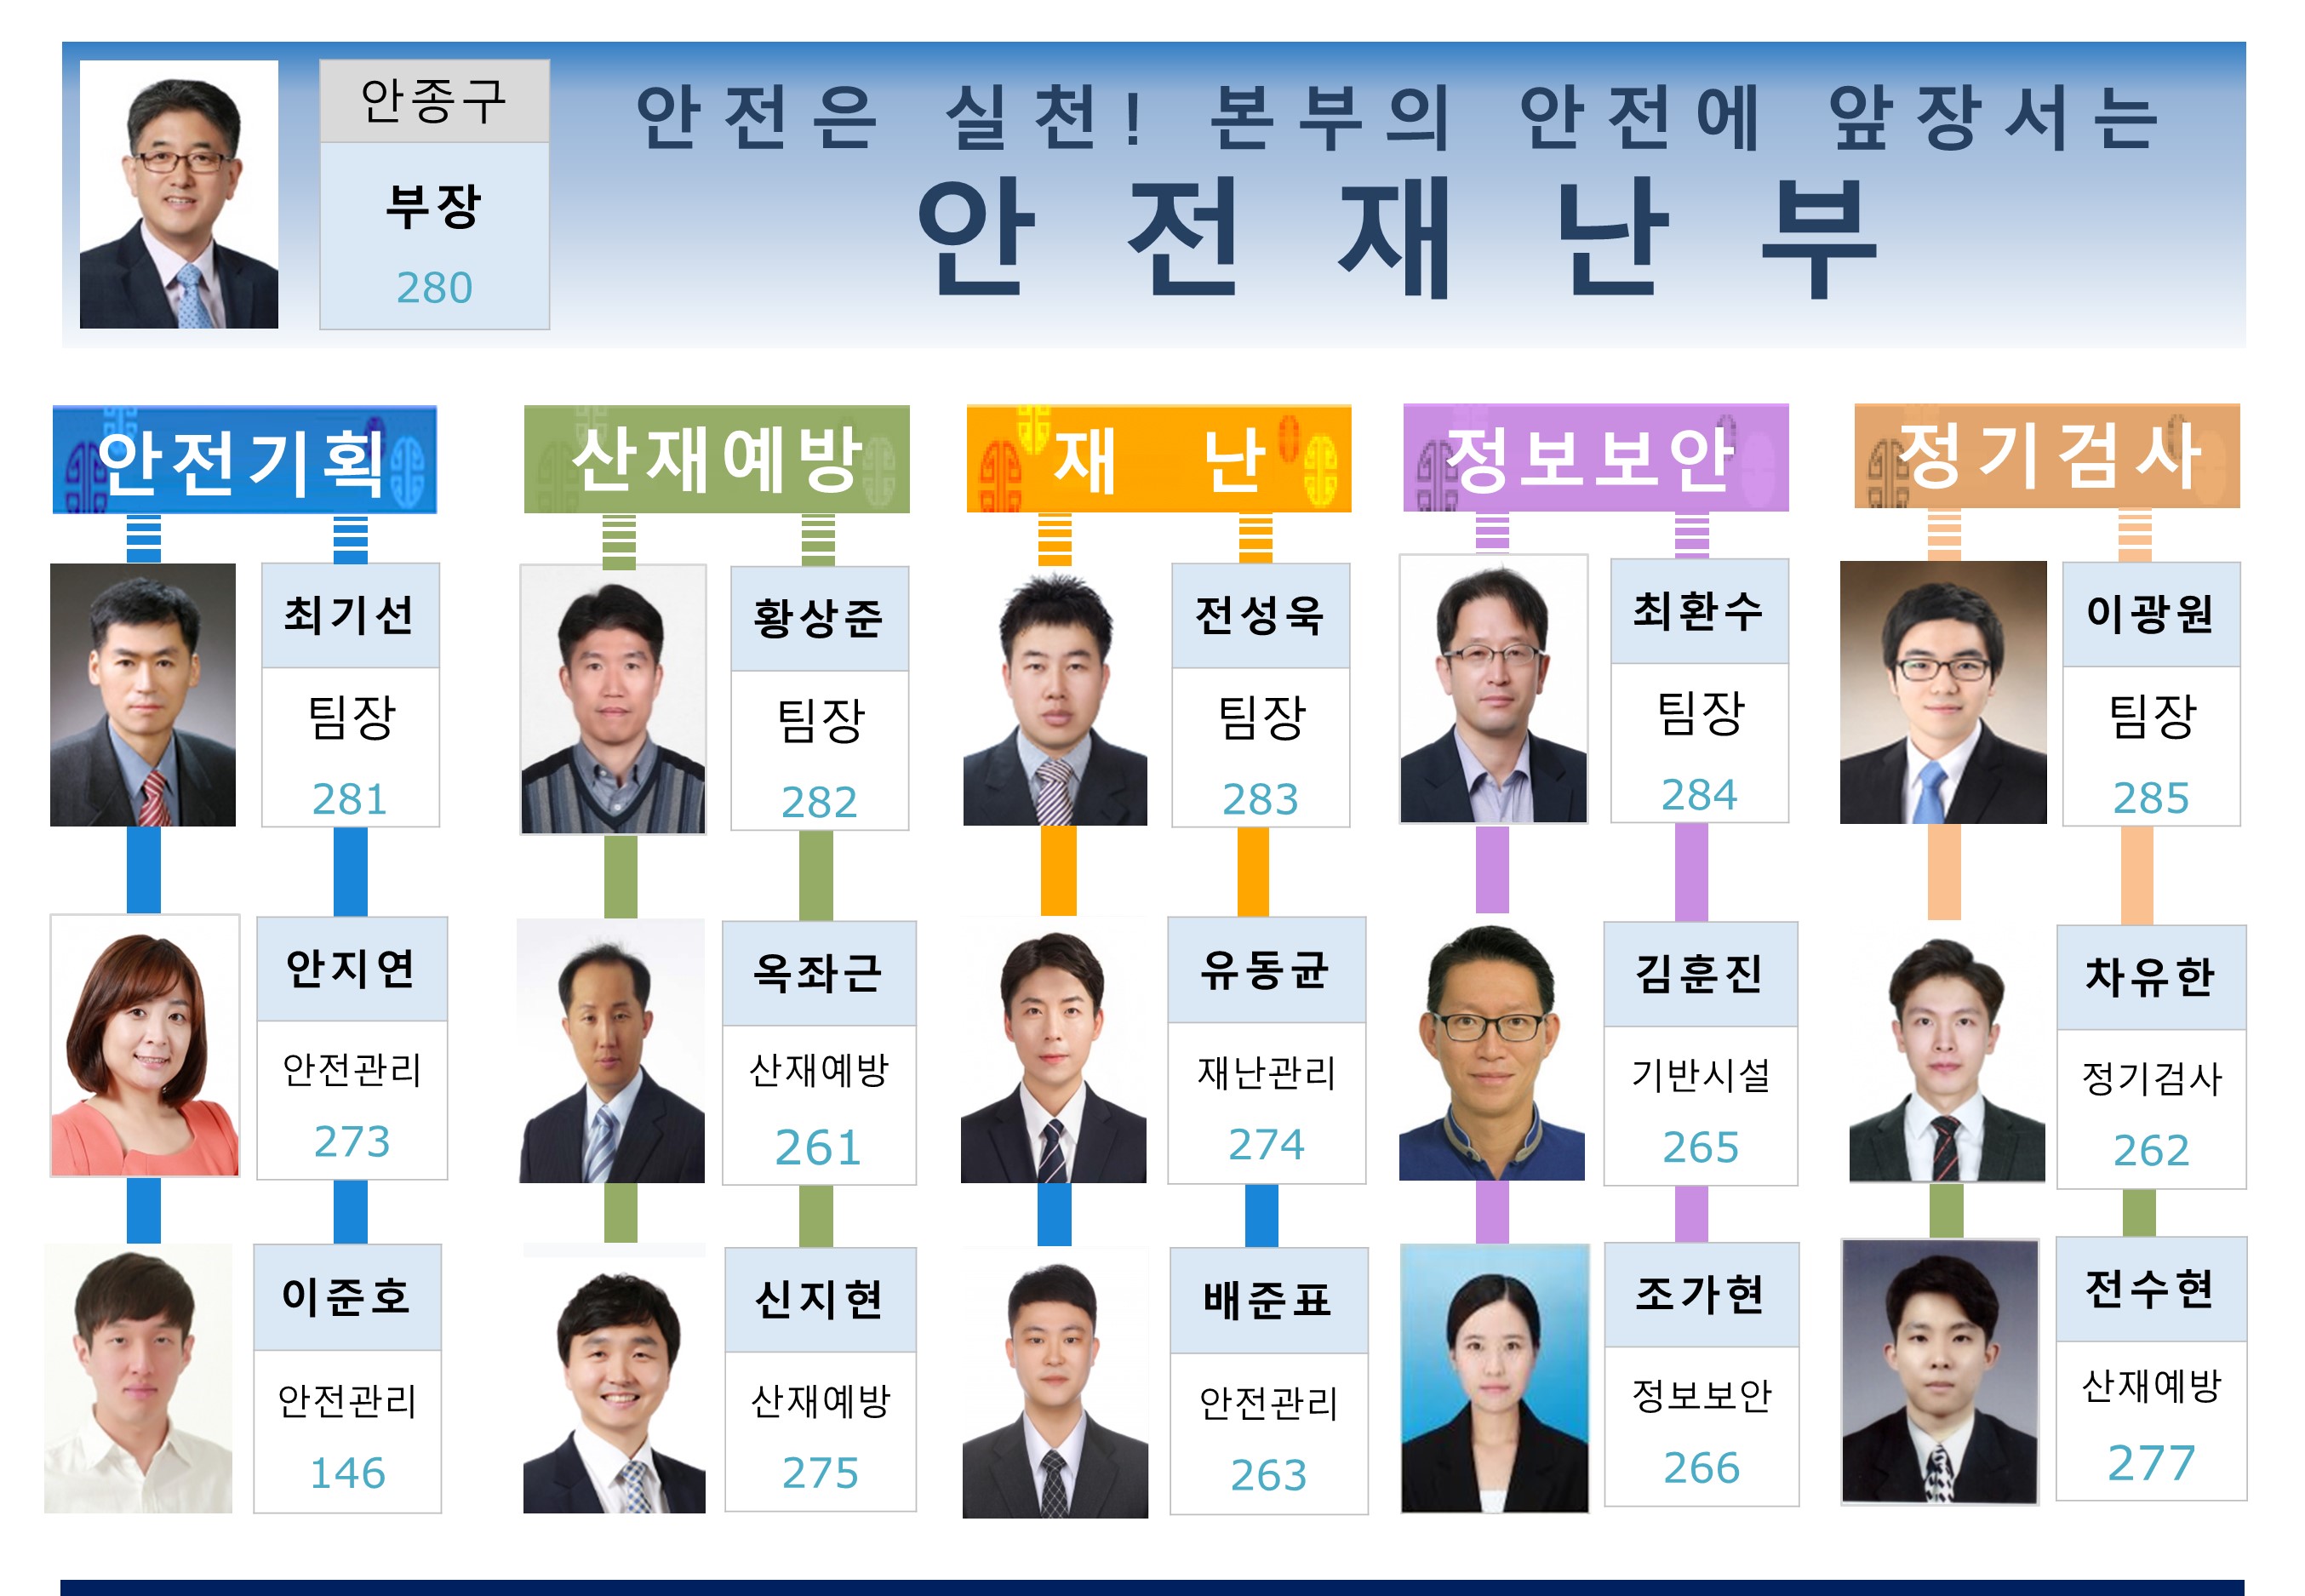 안종구
부장
280
안전은 실천! 본부의 안전에 앞장서는
안전재난부
안전기획
최기선
팀장
281
안지연
안전관리
273
이준호
안전관리
146
산재예방
황상준
팀장
282
옥좌근
산재예방
261
신지현
산재예방
275
재 난
전성욱
팀장
283
유동균
재난관리
274
배준표
안전관리
263
정보보안
최환수
팀장
284
김훈진
기반시설
265
조가현
정보보안
266
정기검사
이광원
팀장
285
차유한
정기검사
262
전수현
산재예방
277